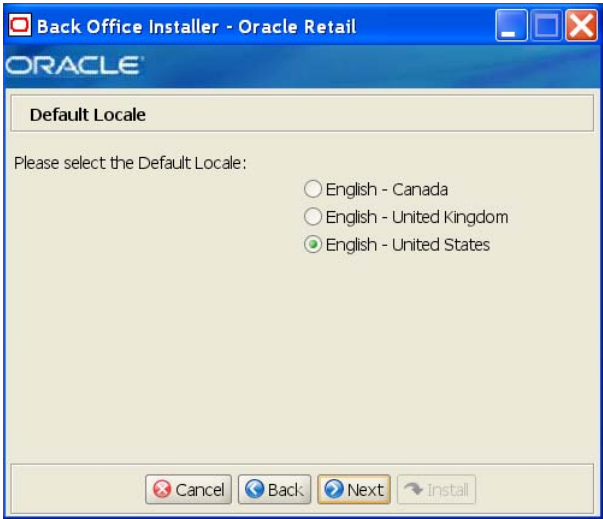 Back Office Installer - Oracle Retail
ORACLE
Default Locale
Please select the Default Locale:
English - Canada
English - United Kingdom
English - United States
Cancel Back Next Install